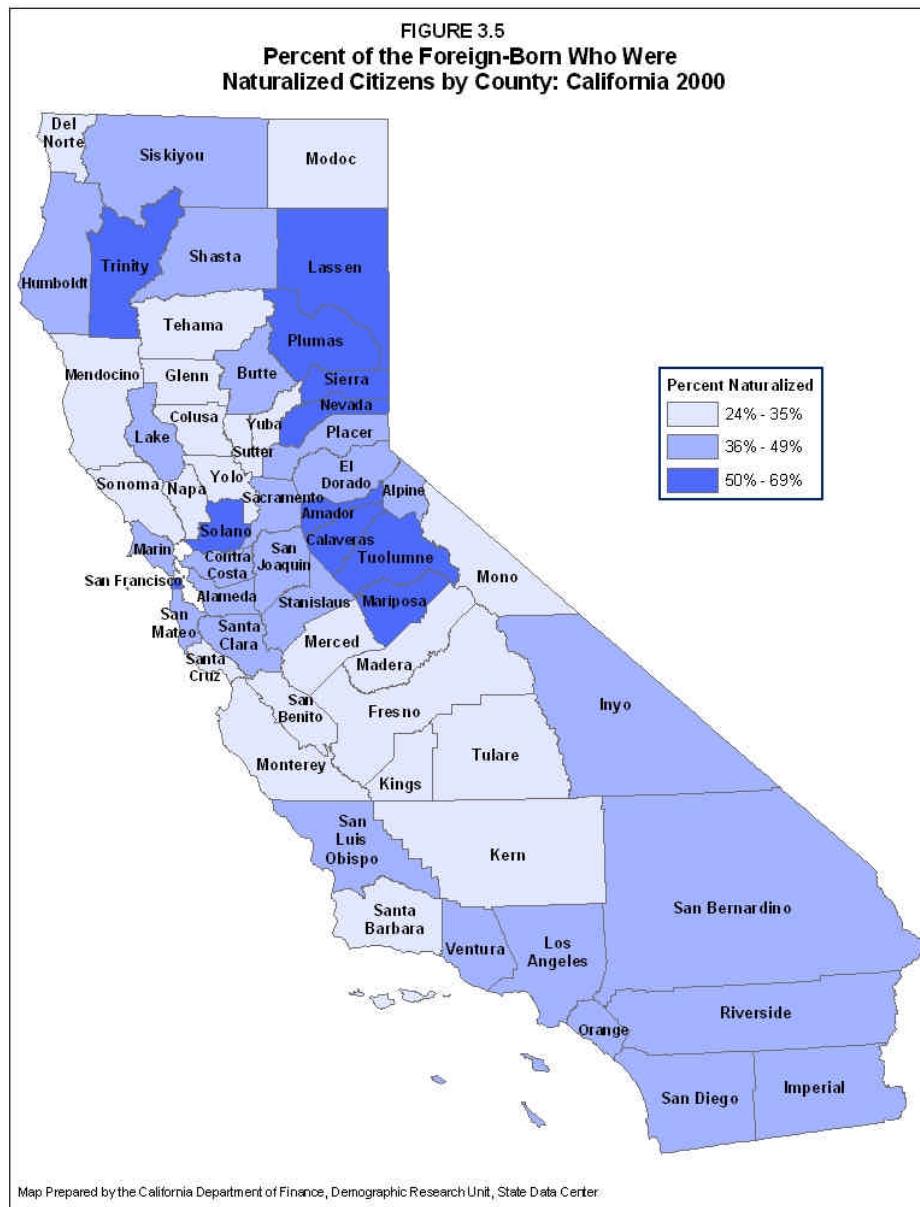 FIGURE 3.5
Percent of the Foreign-Born Who Were
Naturalized Citizens by County: California 2000
Del
Norte
Siskiyou
Modoc
Trinity
Shasta
Lassen
Humboldt
Tehama
Plumas
Mendocino
Glenn
Butte
Sierra
Nevada
Colusa
Yuba
Placer
Lake
Sutter
El
Dorado
Sonoma
Napa
Yolo
Sacramento
Alpine
Amador
Solano
Calaveras
Marin
Contra
Costa
San
Joaquin
Tuolumne
San Francisco
Alameda
Mono
Stanislaus
Mariposa
San
Mateo
Santa
Clara
Merced
Santa
Cruz
Madera
San
Benito
Fresno
Inyo
Monterey
Kings
Tulare
San
Luis
Obispo
Kern
Santa
Barbara
San Bernardino
Ventura
Los
Angeles
Orange
Riverside
San Diego
Imperial
Percent Naturalized
24% - 35%
36% - 49%
50% - 69%
Map Prepared by the California Department of Finance, Demographic Research Unit, State Data Center